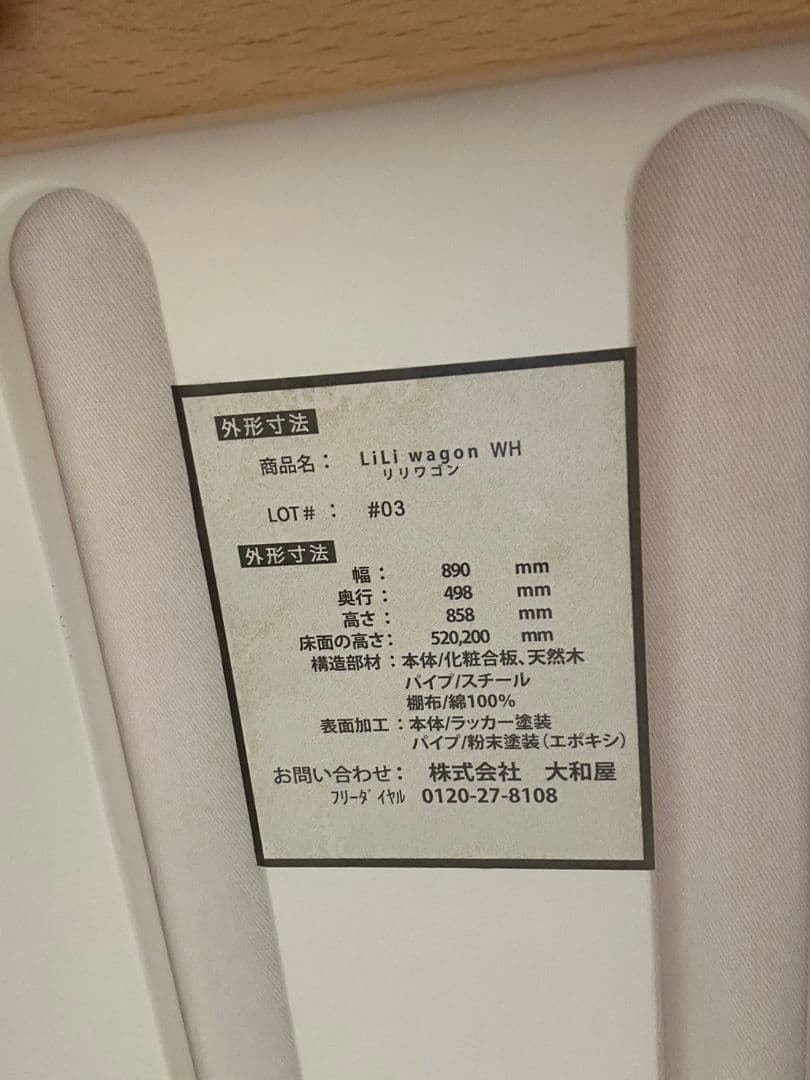 外形寸法
商品名： LiLi wagon WH
リリワゴン
LOT#： #03
外形寸法
幅： 890 mm
奥行： 498 mm
高さ： 858 mm
床面の高さ： 520,200 mm
構造部材：本体/化粧合板、天然木
パイプ/スチール
棚布/綿100%
表面加工：本体/ラッカー塗装
パイプ/粉末塗装（エポキシ）
お問い合わせ： 株式会社 大和屋
ﾌﾘｰﾀﾞｲﾔﾙ 0120-27-8108